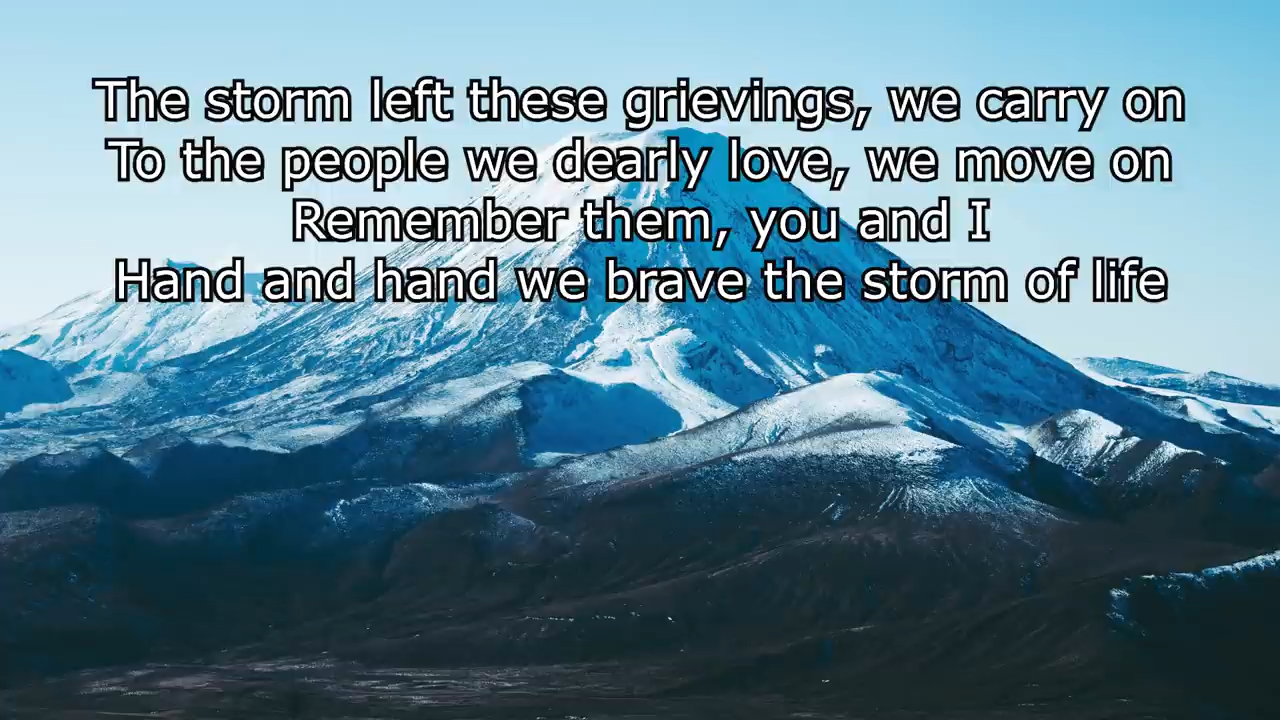 The storm left these grievings, we carry on
To the people we dearly love, we move on
Remember them, you and I
Hand and hand we brave the storm of life